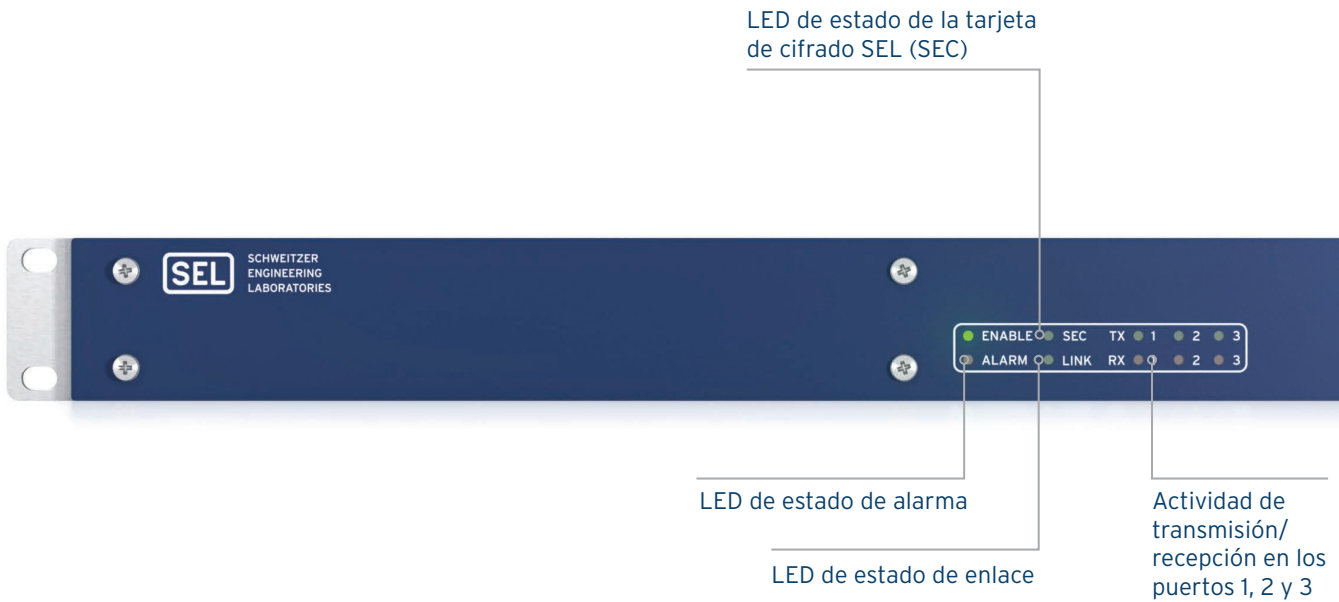 LED de estado de la tarjeta
de cifrado SEL (SEC)
SEL
SCHWEITZER
ENGINEERING
LABORATORIES
ENABLE SEC TX 1 2 3
ALARM LINK RX 2 3
LED de estado de alarma
LED de estado de enlace
Actividad de
transmisión/
recepción en los
puertos 1, 2 y 3